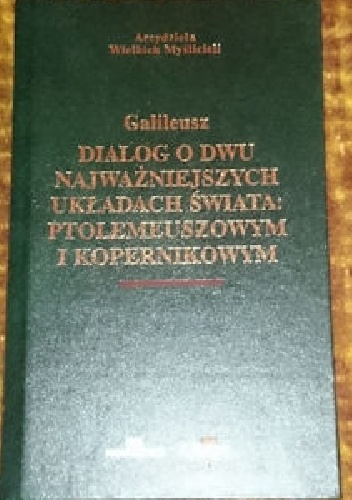 Arcydzieła
Wielkich Myślicieli
Galileusz
DIALOG O DWU
NAJWAŻNIEJSZYCH
UKŁADACH ŚWIATA:
PTOLEMEUSZOWYM
I KOPERNIKOWYM